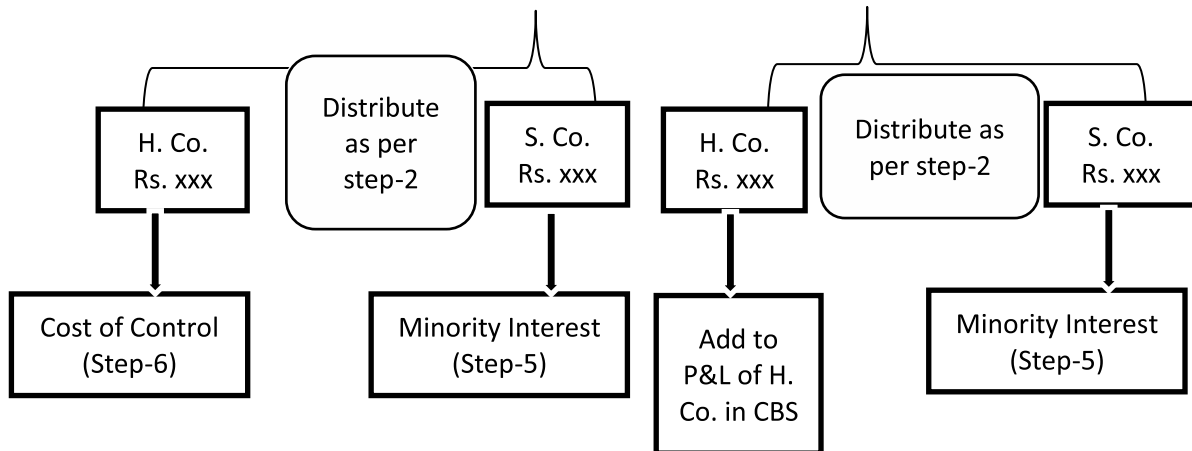 Distribute
as per
step-2
H. Co.
Rs. xxx
S. Co.
Rs. xxx
H. Co.
Rs. xxx
Distribute as
per step-2
S. Co.
Rs. xxx
Cost of Control
(Step-6)
Minority Interest
(Step-5)
Add to
P&L of H.
Co. in CBS
Minority Interest
(Step-5)